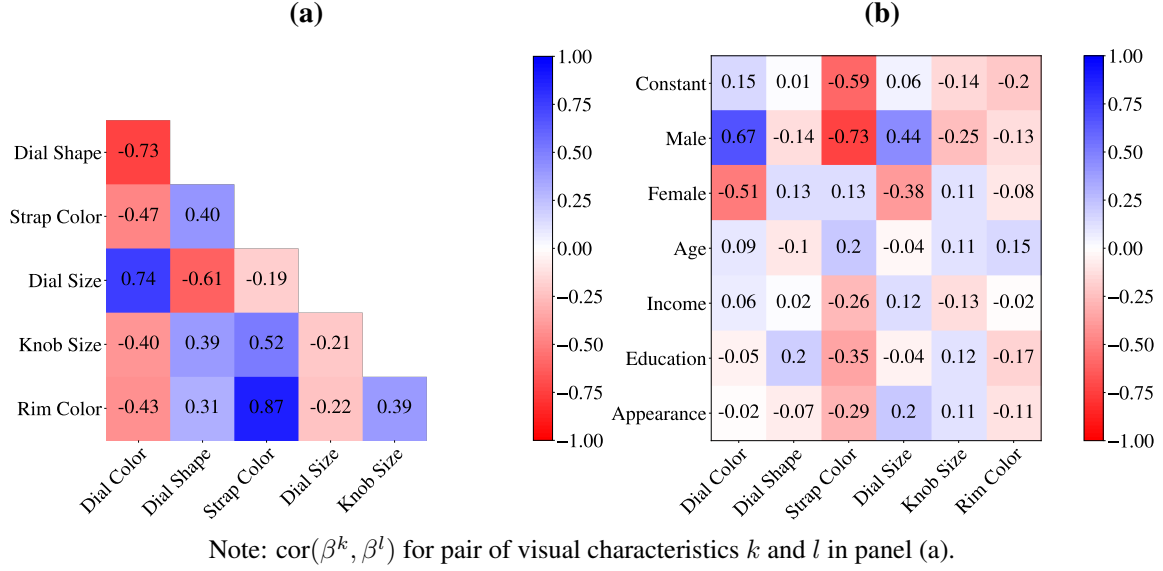 (a)
(b)
Dial Shape -0.73
Strap Color -0.47 0.40
Dial Size 0.74 -0.61 -0.19
Knob Size -0.40 0.39 0.52 -0.21
Rim Color -0.43 0.31 0.87 -0.22 0.39
Dial Color Dial Shape Strap Color Dial Size Knob Size
1.00
0.75
0.50
0.25
0.00
−0.25
−0.50
−0.75
−1.00
Constant 0.15 0.01 -0.59 0.06 -0.14 -0.2
Male 0.67 -0.14 -0.73 0.44 -0.25 -0.13
Female -0.51 0.13 0.13 -0.38 0.11 -0.08
Age 0.09 -0.1 0.2 -0.04 0.11 0.15
Income 0.06 0.02 -0.26 0.12 -0.13 -0.02
Education -0.05 0.2 -0.35 -0.04 0.12 -0.17
Appearance -0.02 -0.07 -0.29 0.2 0.11 -0.11
Dial Color Dial Shape Strap Color Dial Size Knob Size Rim Color
1.00
0.75
0.50
0.25
0.00
−0.25
−0.50
−0.75
−1.00
Note: cor(β^k, β^l) for pair of visual characteristics k and l in panel (a).